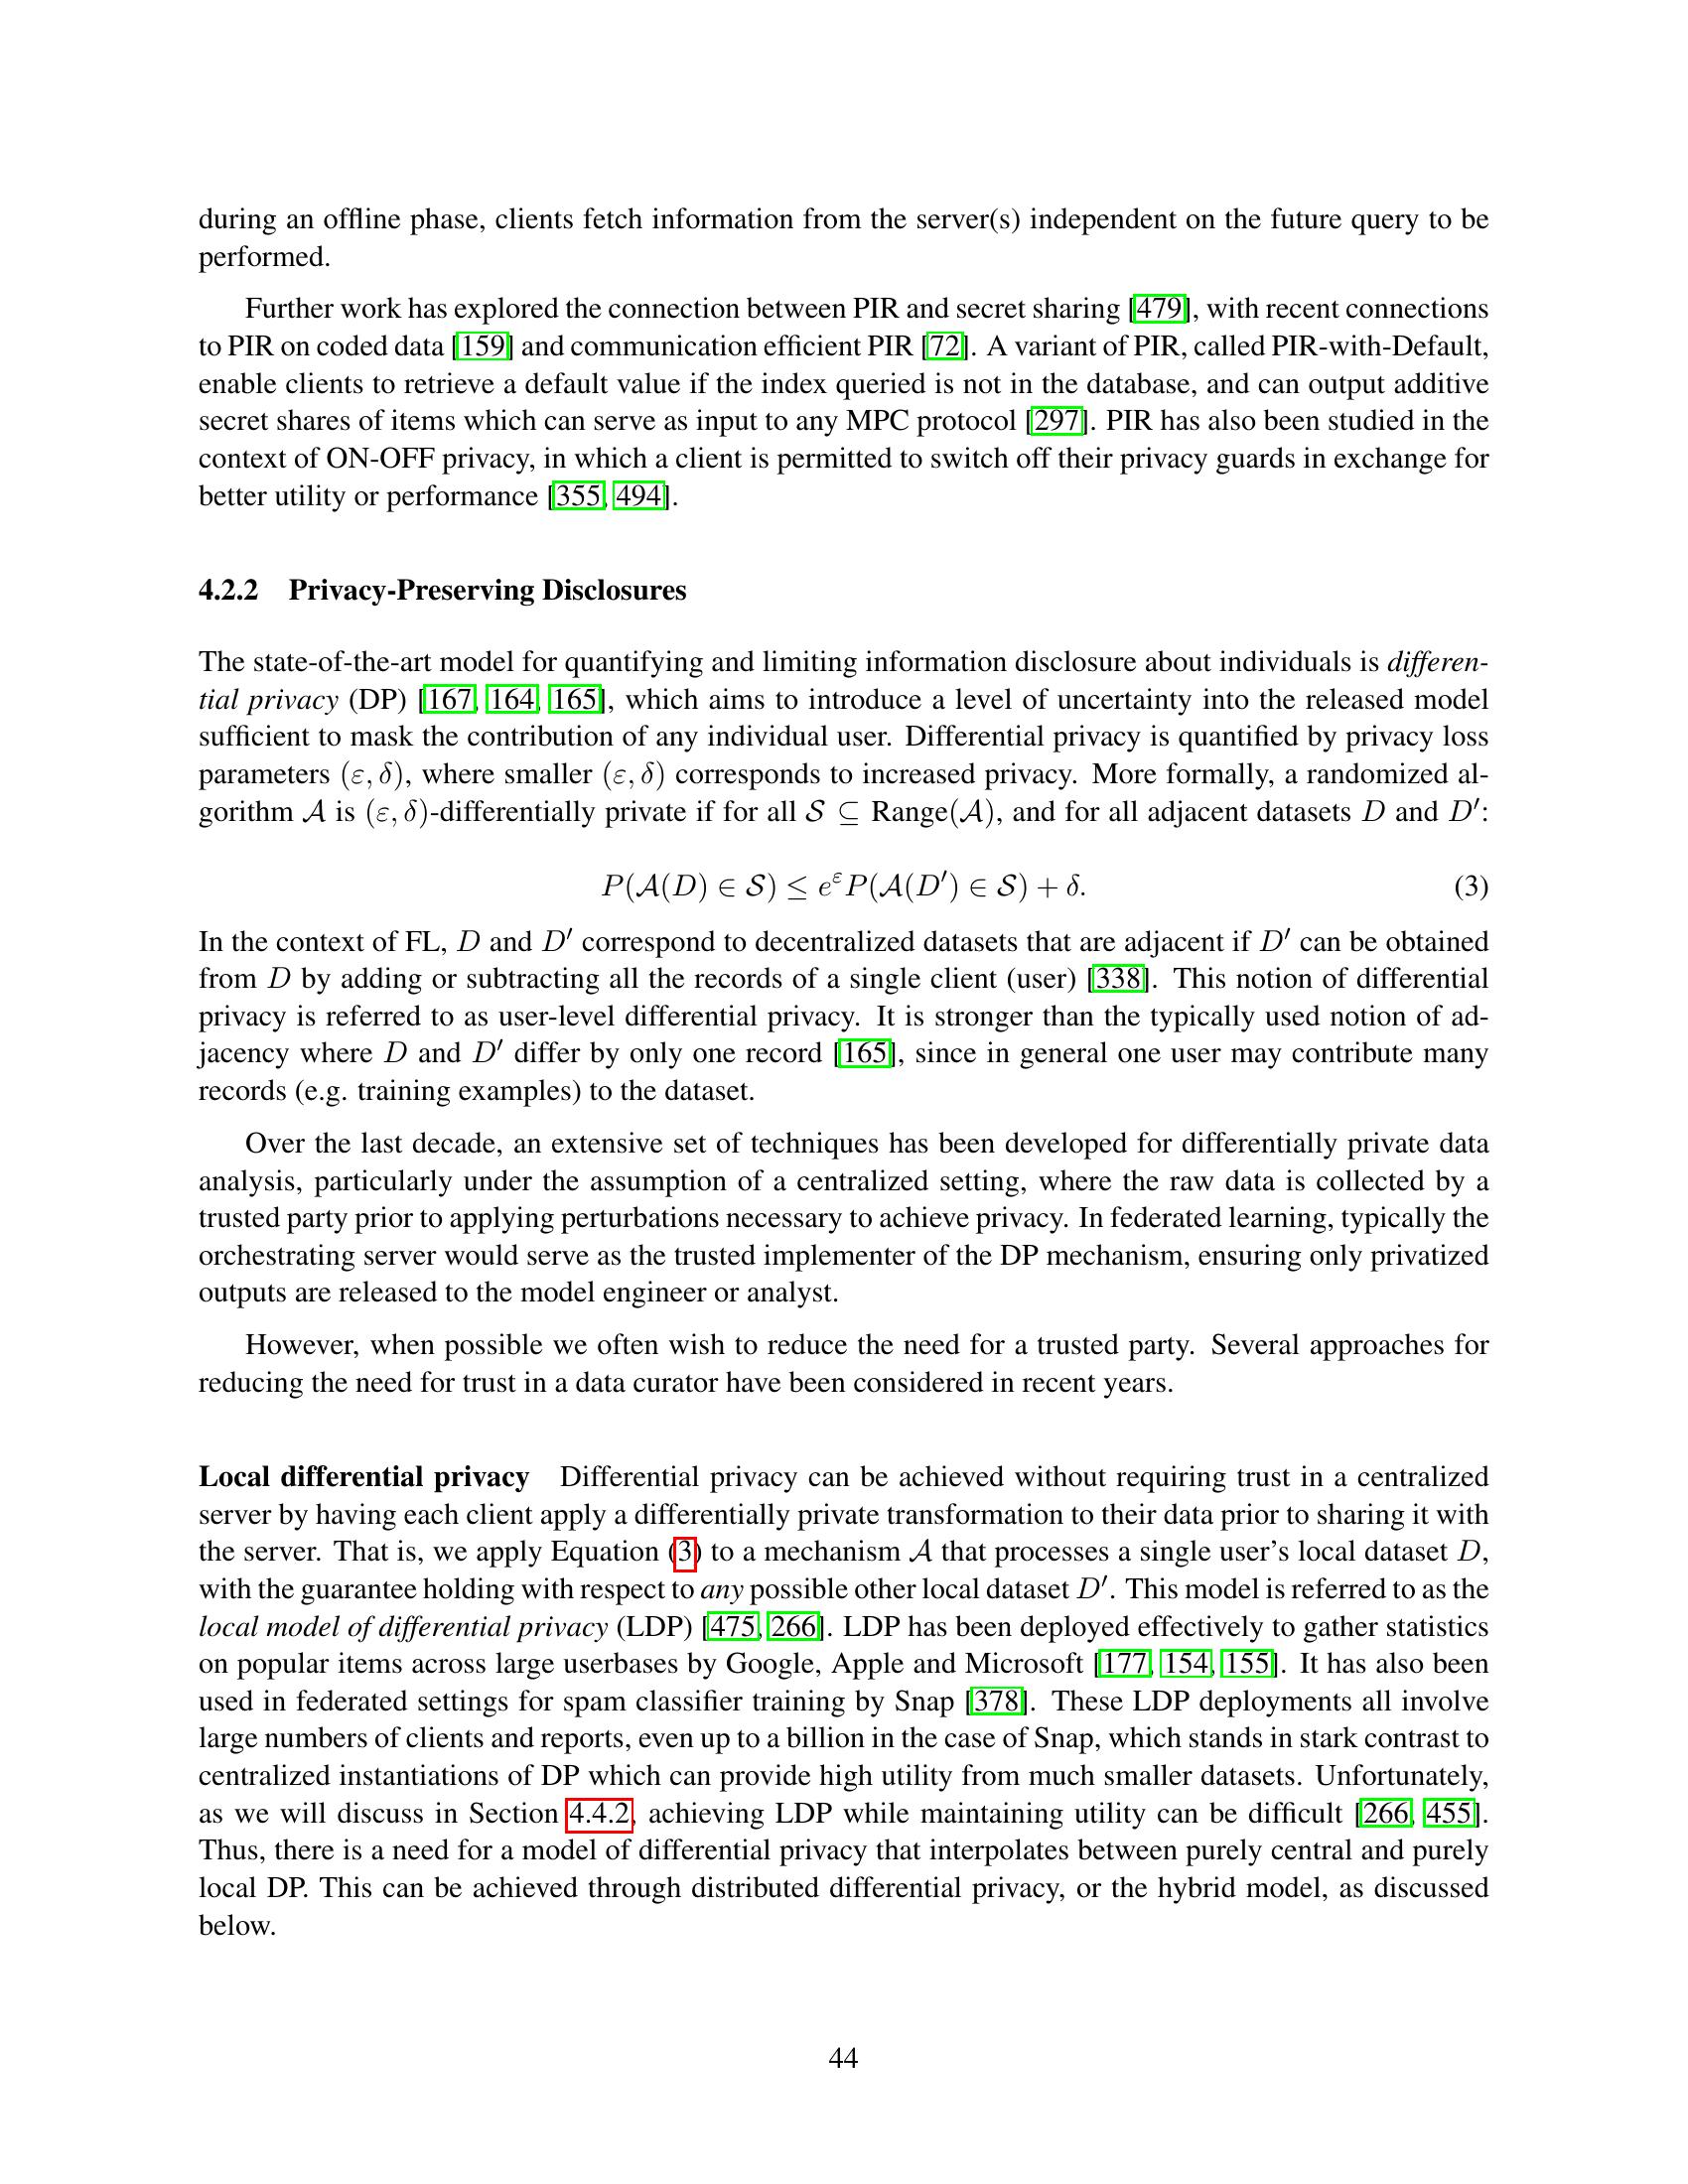 during an offline phase, clients fetch information from the server(s) independent on the future query to be
performed.
Further work has explored the connection between PIR and secret sharing [479], with recent connections
to PIR on coded data [159] and communication efficient PIR [72]. A variant of PIR, called PIR-with-Default,
enable clients to retrieve a default value if the index queried is not in the database, and can output additive
secret shares of items which can serve as input to any MPC protocol [297]. PIR has also been studied in the
context of ON-OFF privacy, in which a client is permitted to switch off their privacy guards in exchange for
better utility or performance [355, 494].
4.2.2 Privacy-Preserving Disclosures
The state-of-the-art model for quantifying and limiting information disclosure about individuals is differen-
tial privacy (DP) [167, 164, 165], which aims to introduce a level of uncertainty into the released model
sufficient to mask the contribution of any individual user. Differential privacy is quantified by privacy loss
parameters (ε, δ), where smaller (ε, δ) corresponds to increased privacy. More formally, a randomized al-
gorithm 𝒜 is (ε, δ)-differentially private if for all 𝒮 ⊆ Range(𝒜), and for all adjacent datasets D and D′:
P(𝒜(D) ∈ 𝒮) ≤ e^ε P(𝒜(D′) ∈ 𝒮) + δ. (3)
In the context of FL, D and D′ correspond to decentralized datasets that are adjacent if D′ can be obtained
from D by adding or subtracting all the records of a single client (user) [338]. This notion of differential
privacy is referred to as user-level differential privacy. It is stronger than the typically used notion of ad-
jacency where D and D′ differ by only one record [165], since in general one user may contribute many
records (e.g. training examples) to the dataset.
Over the last decade, an extensive set of techniques has been developed for differentially private data
analysis, particularly under the assumption of a centralized setting, where the raw data is collected by a
trusted party prior to applying perturbations necessary to achieve privacy. In federated learning, typically the
orchestrating server would serve as the trusted implementer of the DP mechanism, ensuring only privatized
outputs are released to the model engineer or analyst.
However, when possible we often wish to reduce the need for a trusted party. Several approaches for
reducing the need for trust in a data curator have been considered in recent years.
Local differential privacy Differential privacy can be achieved without requiring trust in a centralized
server by having each client apply a differentially private transformation to their data prior to sharing it with
the server. That is, we apply Equation (3) to a mechanism 𝒜 that processes a single user's local dataset D,
with the guarantee holding with respect to any possible other local dataset D′. This model is referred to as the
local model of differential privacy (LDP) [475, 266]. LDP has been deployed effectively to gather statistics
on popular items across large userbases by Google, Apple and Microsoft [177, 154, 155]. It has also been
used in federated settings for spam classifier training by Snap [378]. These LDP deployments all involve
large numbers of clients and reports, even up to a billion in the case of Snap, which stands in stark contrast to
centralized instantiations of DP which can provide high utility from much smaller datasets. Unfortunately,
as we will discuss in Section 4.4.2, achieving LDP while maintaining utility can be difficult [266, 455].
Thus, there is a need for a model of differential privacy that interpolates between purely central and purely
local DP. This can be achieved through distributed differential privacy, or the hybrid model, as discussed
below.
44